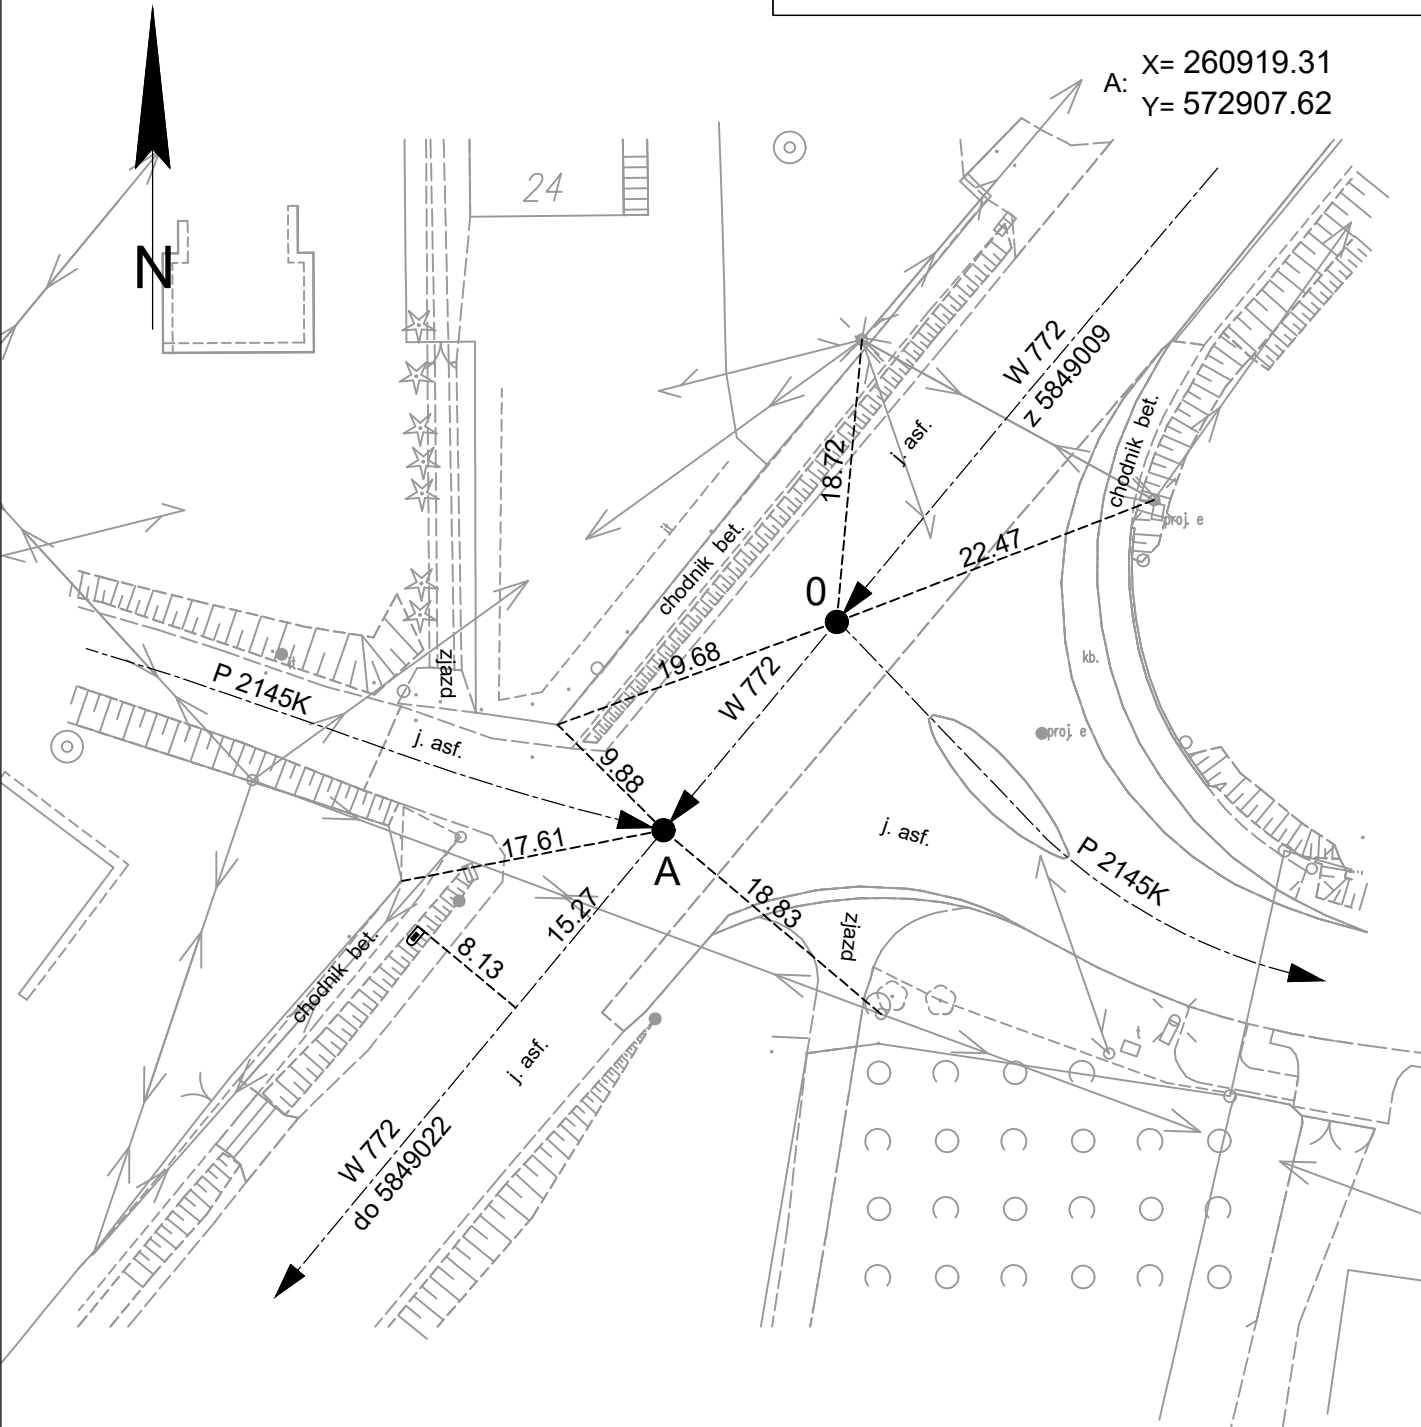 X= 260919.31
A:
Y= 572907.62
24
N
W 772
z 5849009
j. asf.
chodnik bet.
18.12
proj. e
22.47
it
chodnik bet.
0
zjazd
19.68
W 772
kb.
P 2145K
j. asf.
proj. e
9.88
17.61
A
j. asf.
P 2145K
18.83
15.27
zjazd
8.13
chodnik bet.
j. asf.
t
W 772
do 5849022